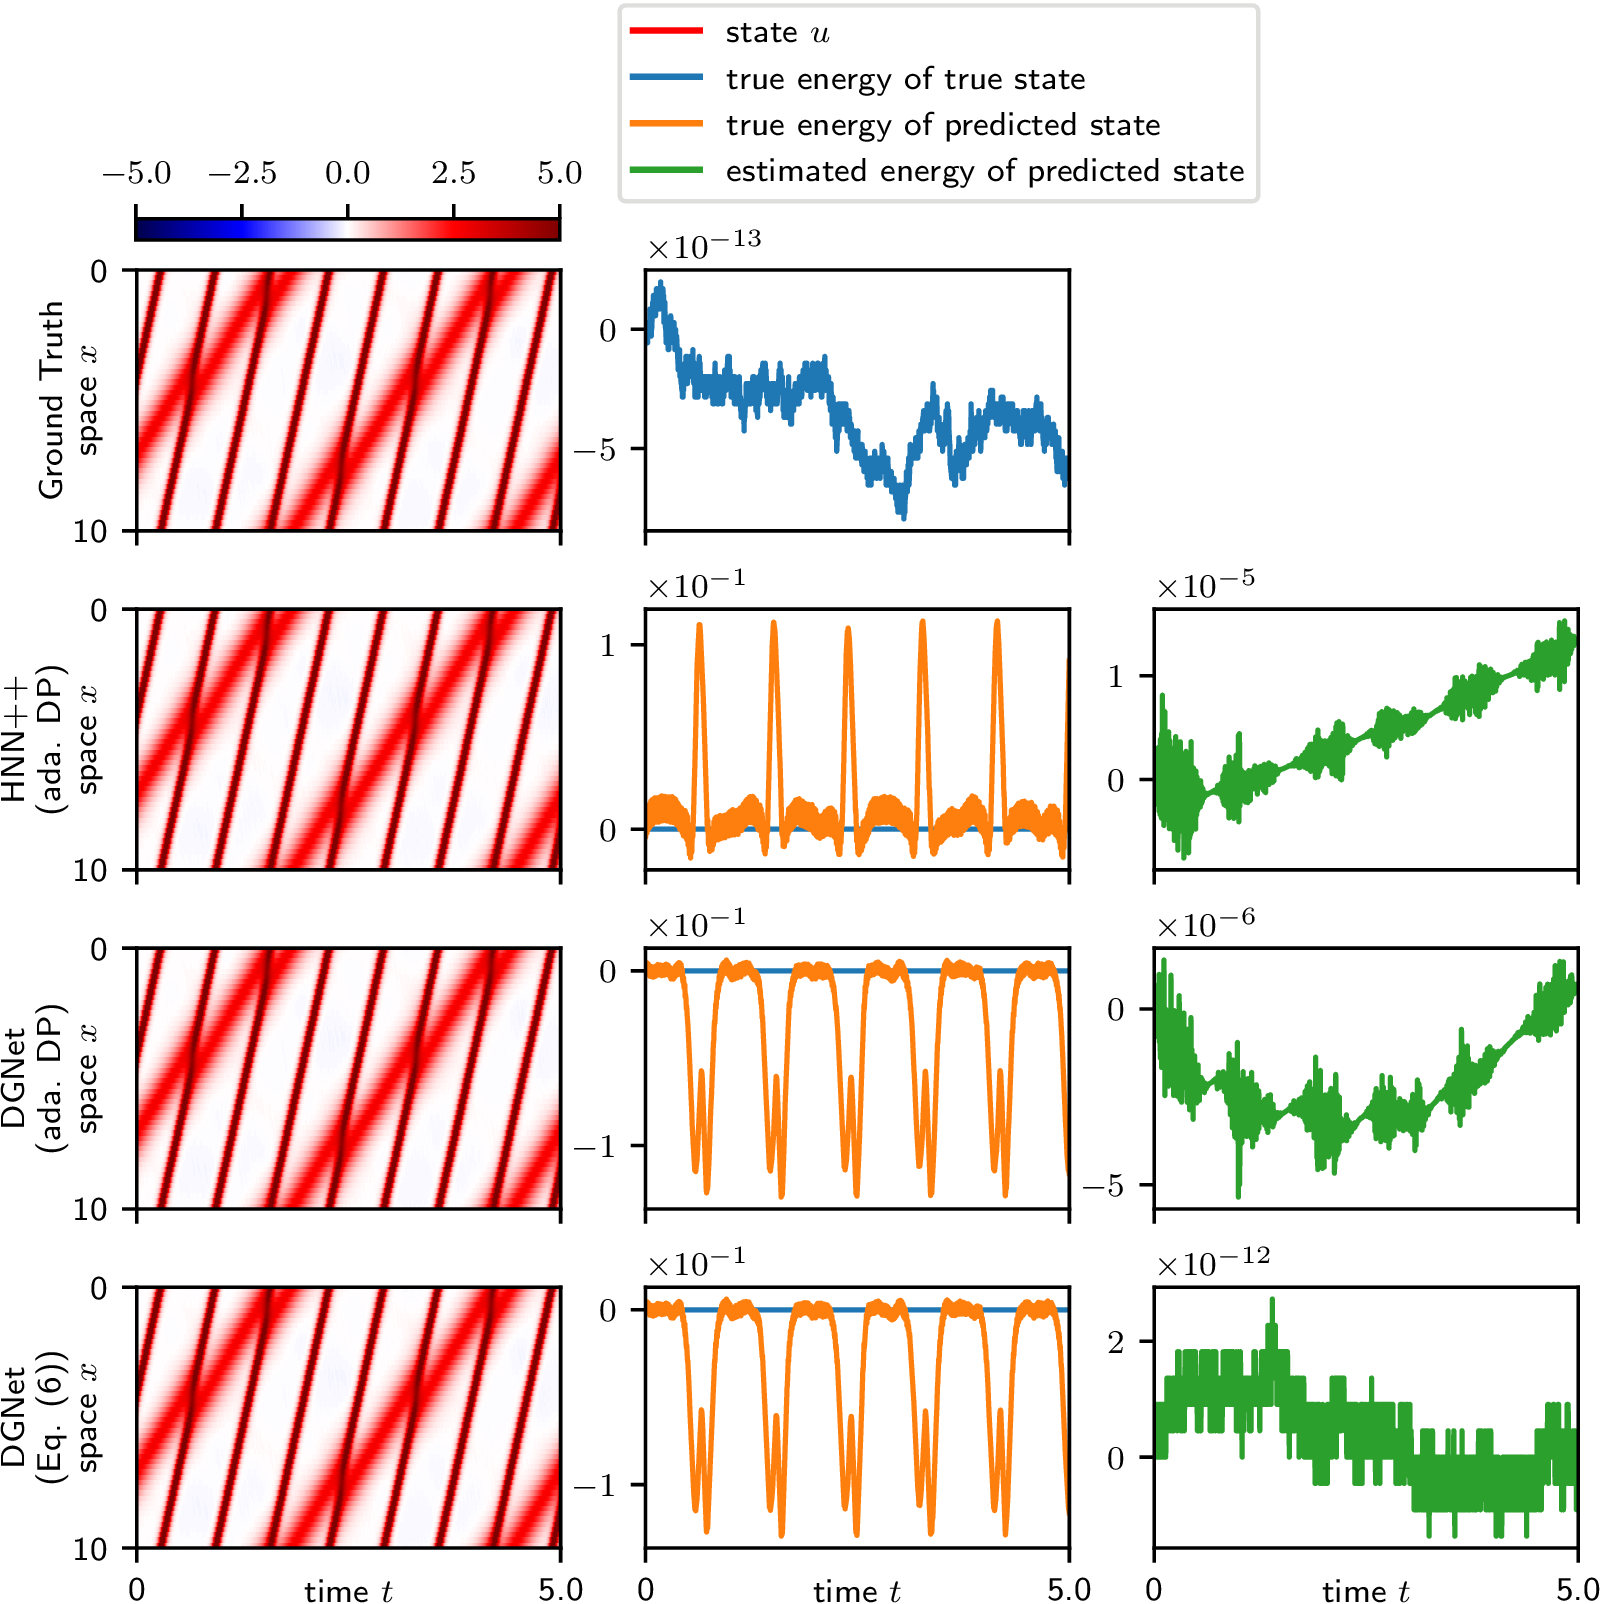 state u
true energy of true state
true energy of predicted state
estimated energy of predicted state
−5.0 −2.5 0.0 2.5 5.0
Ground Truth
space x
0
10
×10−13
0
−5
HNN++
(ada. DP)
space x
0
10
×10−1
1
0
×10−5
1
0
DGNet
(ada. DP)
space x
0
10
×10−1
0
−1
×10−6
0
−5
DGNet
(Eq. (6))
space x
0
10
×10−1
0
−1
×10−12
2
0
0 time t 5.0
0 time t 5.0
0 time t 5.0